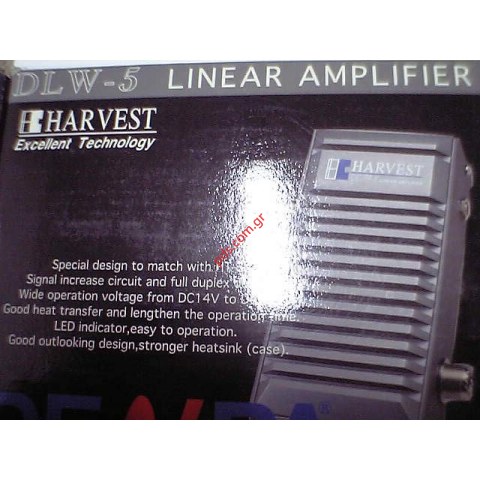 DLW-5 LINEAR AMPLIFIER
HARVEST
Excellent Technology
HARVEST
Special design to match with
Signal increase circuit and full duplex
Wide operation voltage from DC14V to
Good heat transfer and lengthen the operation time.
LED indicator,easy to operation.
Good outlooking design,stronger heatsink (case).
®